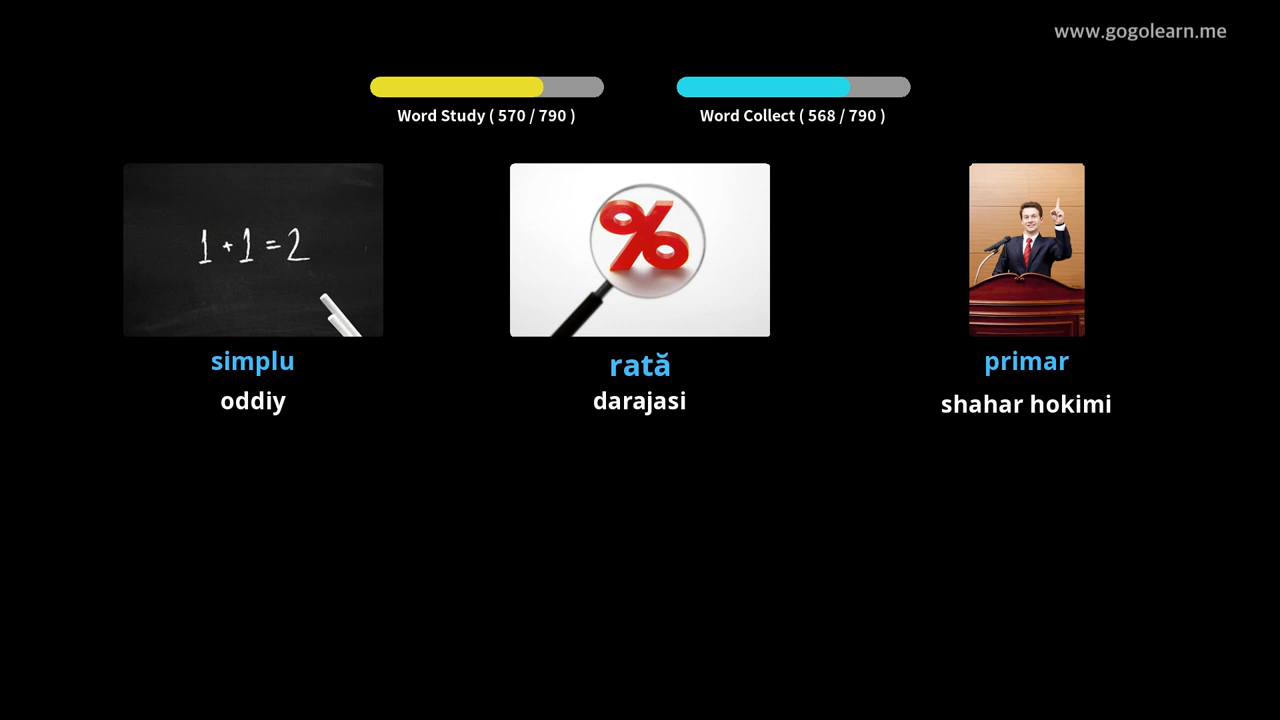 www.gogolearn.me
Word Study ( 570 / 790 )
Word Collect ( 568 / 790 )
1 + 1 = 2
%
simplu
rată
primar
oddiy
darajasi
shahar hokimi